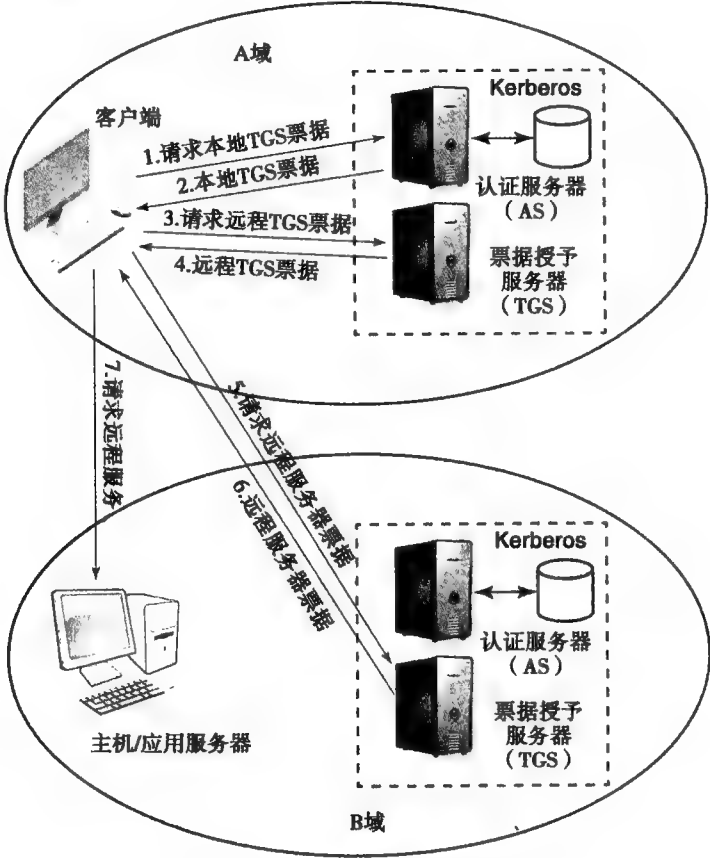 A域
Kerberos
客户端
1.请求本地TGS票据
2.本地TGS票据
认证服务器
（AS）
3.请求远程TGS票据
4.远程TGS票据
票据授予
服务器
（TGS）
7.请求远程服务
5.请求远程服务器票据
6.远程服务器票据
Kerberos
认证服务器
（AS）
票据授予
服务器
（TGS）
主机/应用服务器
B域